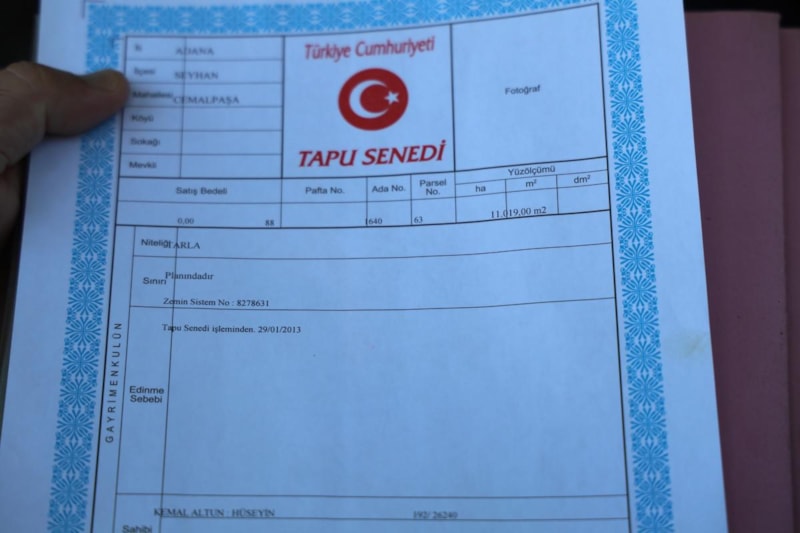 İli ADANA
İlçesi SEYHAN
Mahallesi CEMALPAŞA
Köyü
Sokağı
Mevkii
Türkiye Cumhuriyeti
TAPU SENEDİ
Fotoğraf
Satış Bedeli
Pafta No.
Ada No.
Parsel No.
Yüzölçümü
ha m² dm²
0,00 88 1640 63 11.019,00 m2
GAYRİMENKULÜN
Niteliği TARLA
Sınırı
Planındadır
Zemin Sistem No : 8278631
Edinme Sebebi
Tapu Senedi işleminden. 29/01/2013
Sahibi
KEMAL ALTUN : HÜSEYİN 192/ 26240